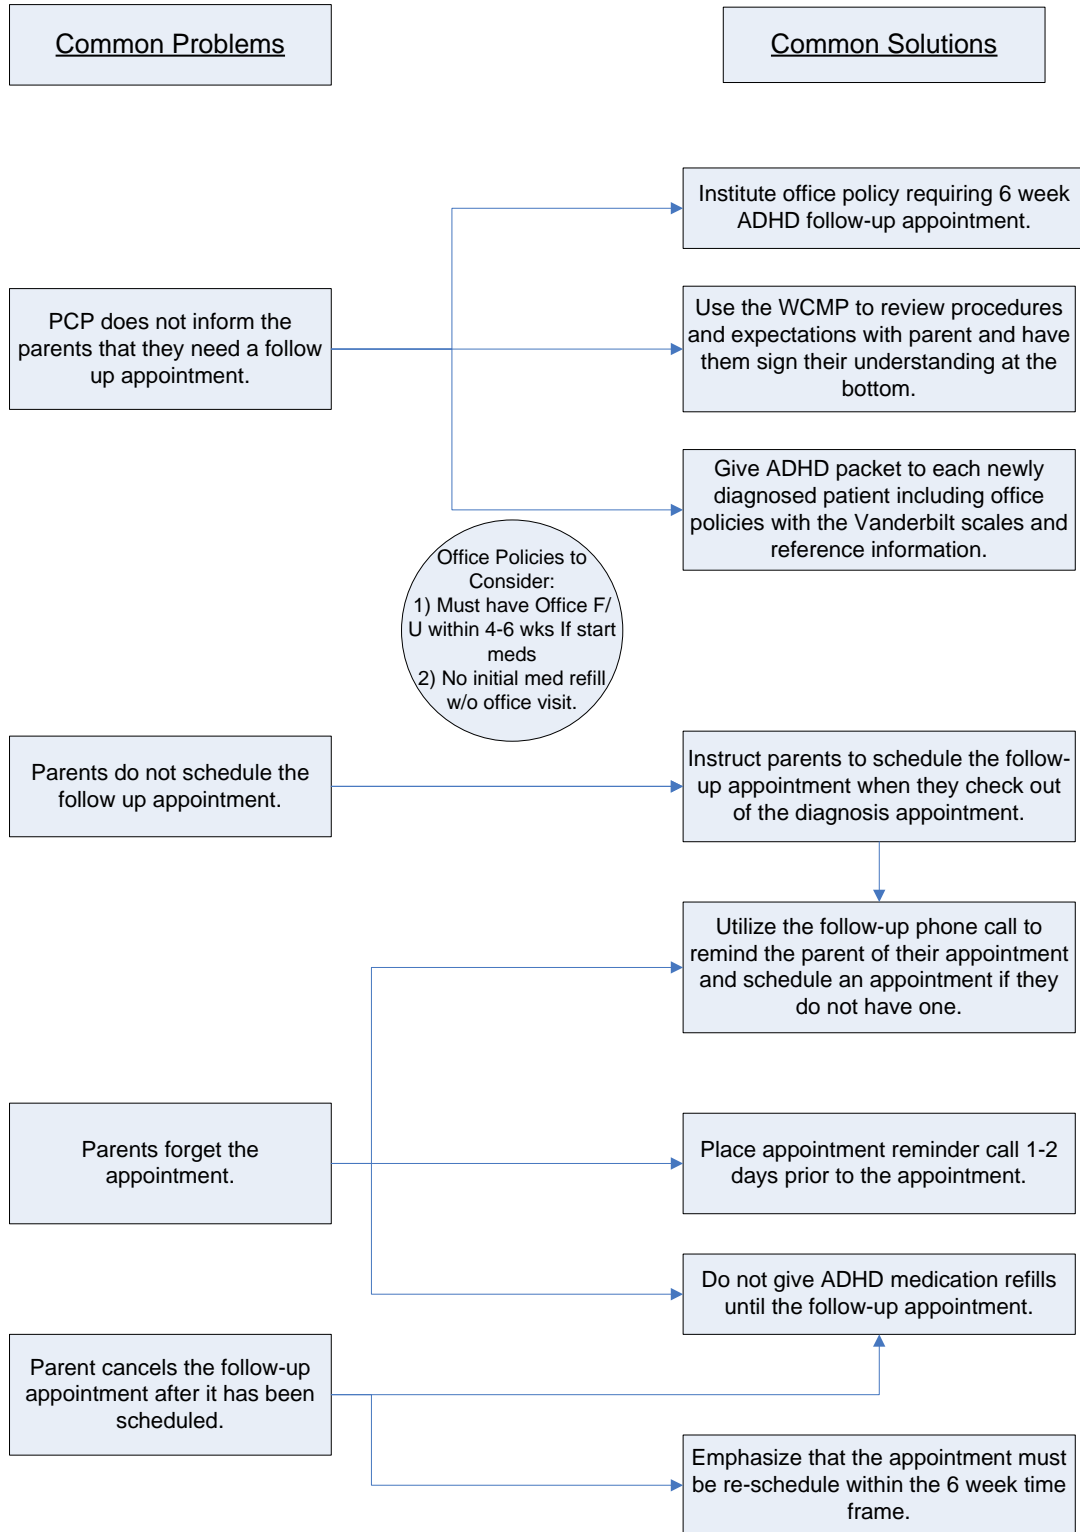 Common Problems
Common Solutions
Institute office policy requiring 6 week
ADHD follow-up appointment.
PCP does not inform the
parents that they need a follow
up appointment.
Use the WCMP to review procedures
and expectations with parent and have
them sign their understanding at the
bottom.
Give ADHD packet to each newly
diagnosed patient including office
policies with the Vanderbilt scales and
reference information.
Office Policies to
Consider:
1) Must have Office F/
U within 4-6 wks If start
meds
2) No initial med refill
w/o office visit.
Parents do not schedule the
follow up appointment.
Instruct parents to schedule the follow-
up appointment when they check out
of the diagnosis appointment.
Utilize the follow-up phone call to
remind the parent of their appointment
and schedule an appointment if they
do not have one.
Parents forget the
appointment.
Place appointment reminder call 1-2
days prior to the appointment.
Do not give ADHD medication refills
until the follow-up appointment.
Parent cancels the follow-up
appointment after it has been
scheduled.
Emphasize that the appointment must
be re-schedule within the 6 week time
frame.